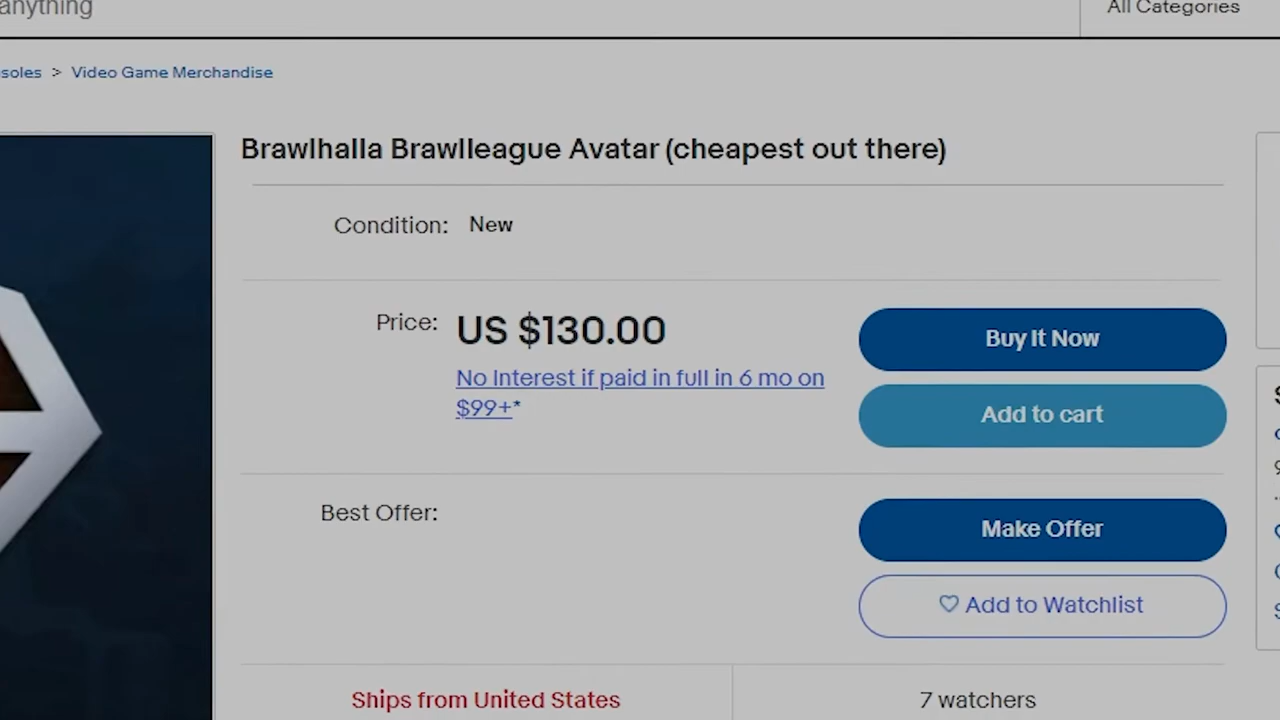 anything
All Categories
soles > Video Game Merchandise
Brawlhalla Brawlleague Avatar (cheapest out there)
Condition: New
Price: US $130.00
Buy It Now
No Interest if paid in full in 6 mo on
$99+*
Add to cart
Best Offer:
Make Offer
♡ Add to Watchlist
Ships from United States
7 watchers